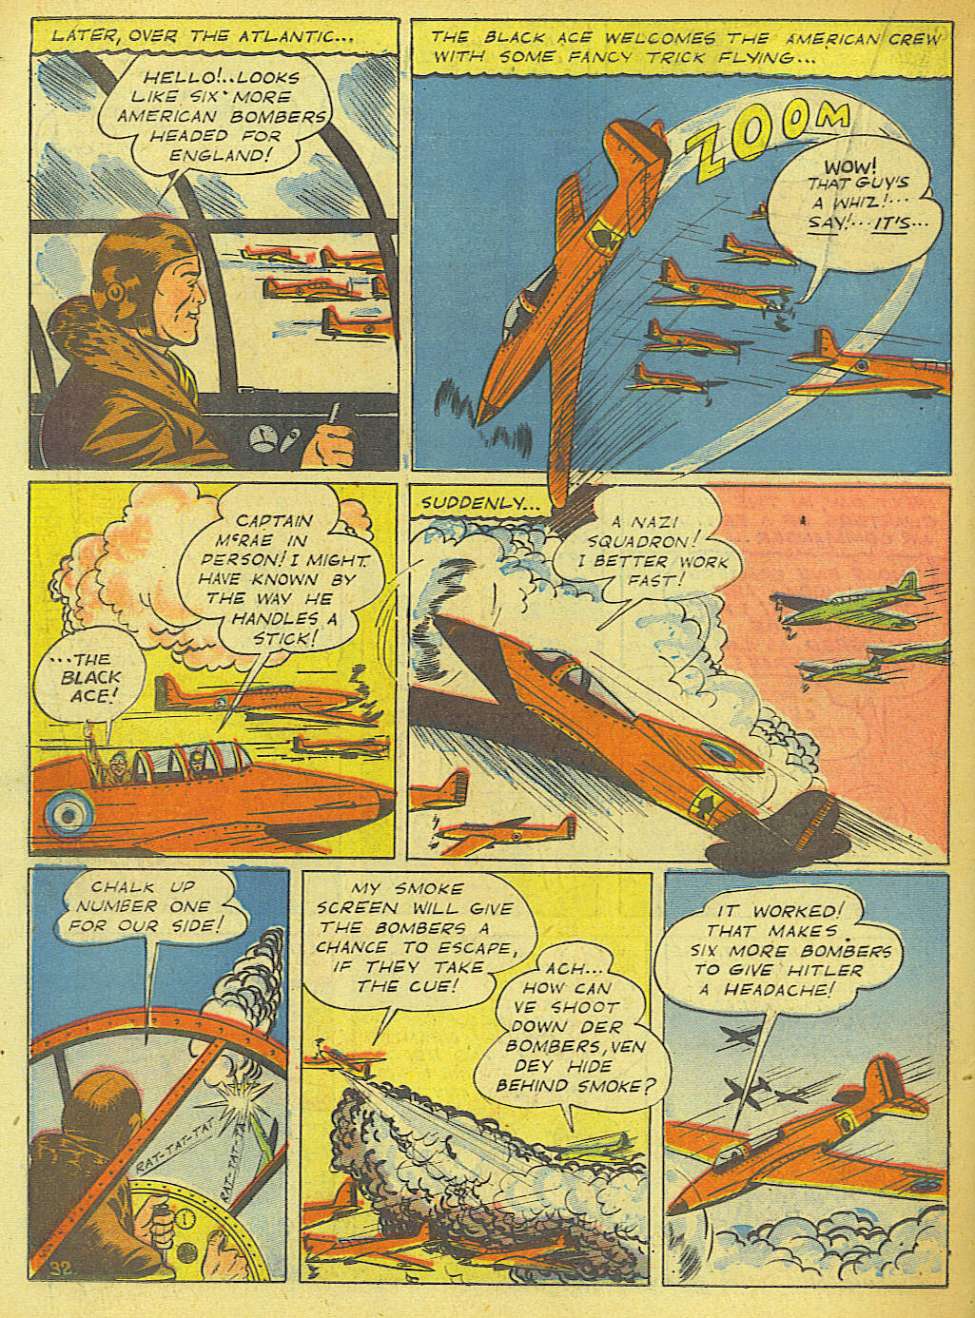 LATER, OVER THE ATLANTIC...
HELLO!..LOOKS
LIKE SIX MORE
AMERICAN BOMBERS
HEADED FOR
ENGLAND!
THE BLACK ACE WELCOMES THE AMERICAN CREW
WITH SOME FANCY TRICK FLYING...
ZOOM
WOW!
THAT GUY'S
A WHIZ!...
SAY!... IT'S...
...THE
BLACK
ACE!
CAPTAIN
McRAE IN
PERSON! I MIGHT
HAVE KNOWN BY
THE WAY HE
HANDLES A
STICK!
SUDDENLY...
A NAZI
SQUADRON!
I BETTER WORK
FAST!
CHALK UP
NUMBER ONE
FOR OUR SIDE!
RAT-TAT-TAT
RAT-TAT-TA
32
MY SMOKE
SCREEN WILL GIVE
THE BOMBERS A
CHANCE TO ESCAPE,
IF THEY TAKE
THE CUE!
ACH...
HOW CAN
VE SHOOT
DOWN DER
BOMBERS, VEN
DEY HIDE
BEHIND SMOKE?
IT WORKED!
THAT MAKES
SIX MORE BOMBERS
TO GIVE HITLER
A HEADACHE!